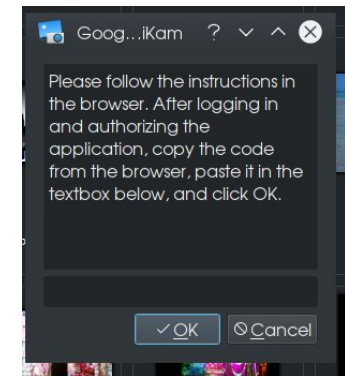 Goog...iKam
Please follow the instructions in
the browser. After logging in
and authorizing the
application, copy the code
from the browser, paste it in the
textbox below, and click OK.
OK Cancel